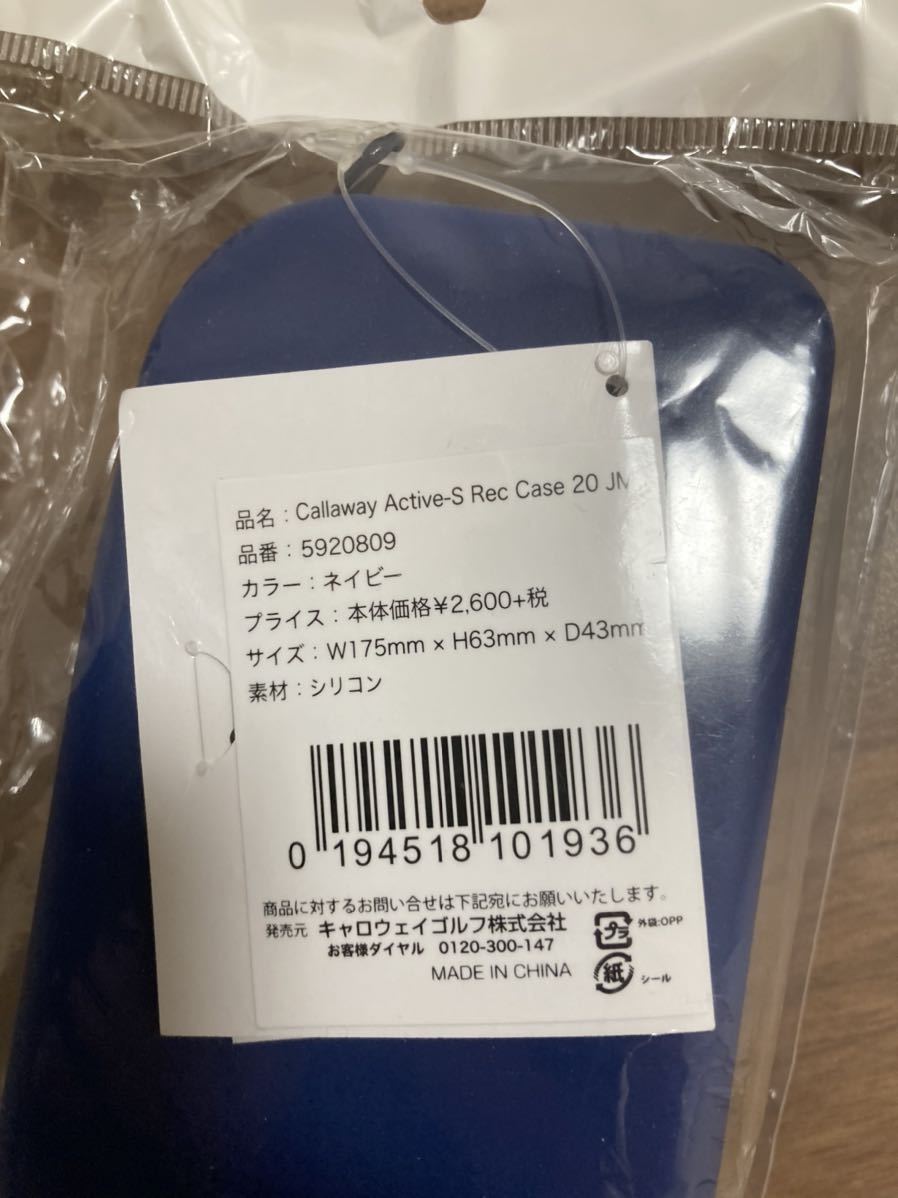 品名：Callaway Active-S Rec Case 20 JM
品番：5920809
カラー：ネイビー
プライス：本体価格¥2,600+税
サイズ：W175mm × H63mm × D43mm
素材：シリコン
0 194518 101936
商品に対するお問い合せは下記宛にお願いいたします。
発売元 キャロウェイゴルフ株式会社
お客様ダイヤル 0120-300-147
MADE IN CHINA
プラ 外袋:OPP
紙 シール